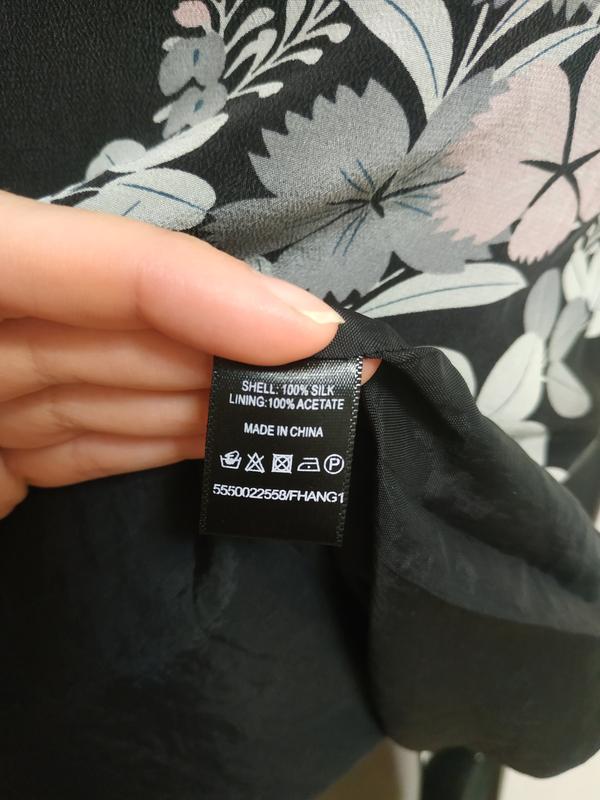 SHELL: 100% SILK
LINING:100% ACETATE
MADE IN CHINA
P
5550022558/FHANG1